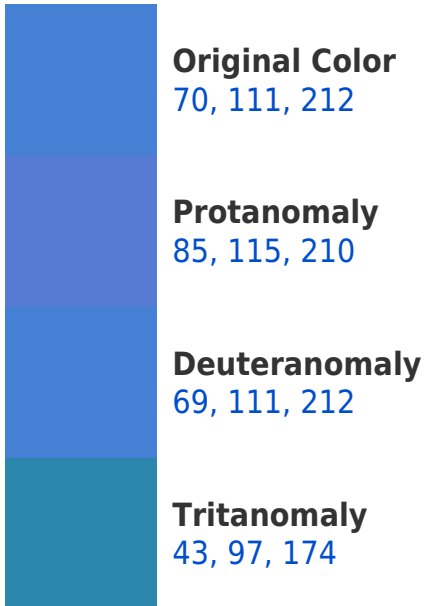 Original Color
70, 111, 212
Protanomaly
85, 115, 210
Deuteranomaly
69, 111, 212
Tritanomaly
43, 97, 174